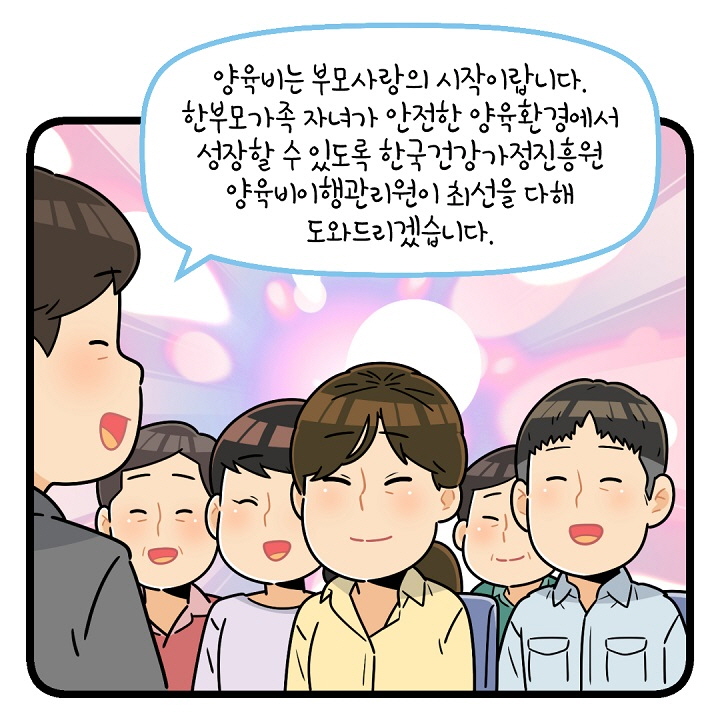 양육비는 부모사랑의 시작이랍니다.
한부모가족 자녀가 안전한 양육환경에서
성장할 수 있도록 한국건강가정진흥원
양육비이행관리원이 최선을 다해
도와드리겠습니다.